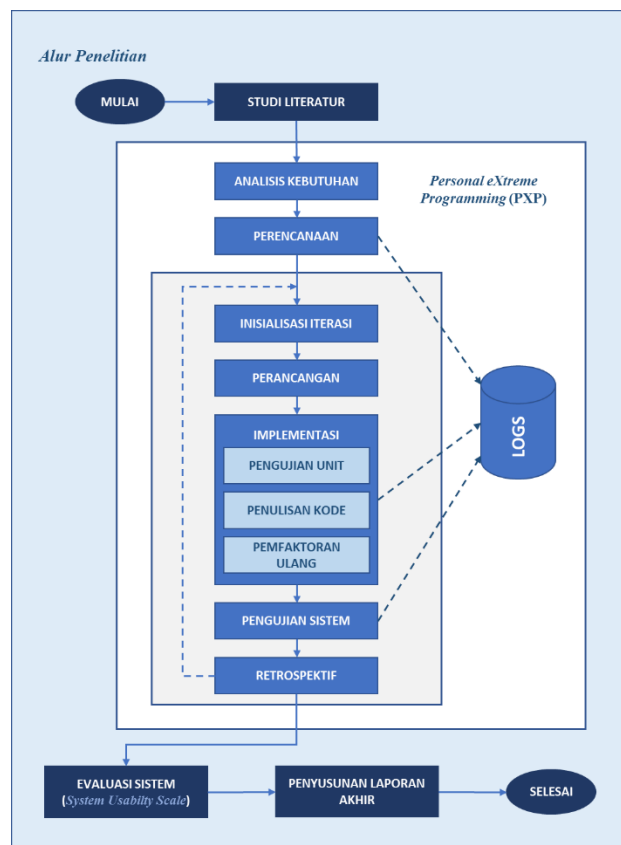 Alur Penelitian
MULAI
STUDI LITERATUR
ANALISIS KEBUTUHAN
Personal eXtreme
Programming (PXP)
PERENCANAAN
INISIALISASI ITERASI
PERANCANGAN
IMPLEMENTASI
PENGUJIAN UNIT
PENULISAN KODE
PEMFAKTORAN
ULANG
LOGS
PENGUJIAN SISTEM
RETROSPEKTIF
EVALUASI SISTEM
(System Usabilty Scale)
PENYUSUNAN LAPORAN
AKHIR
SELESAI